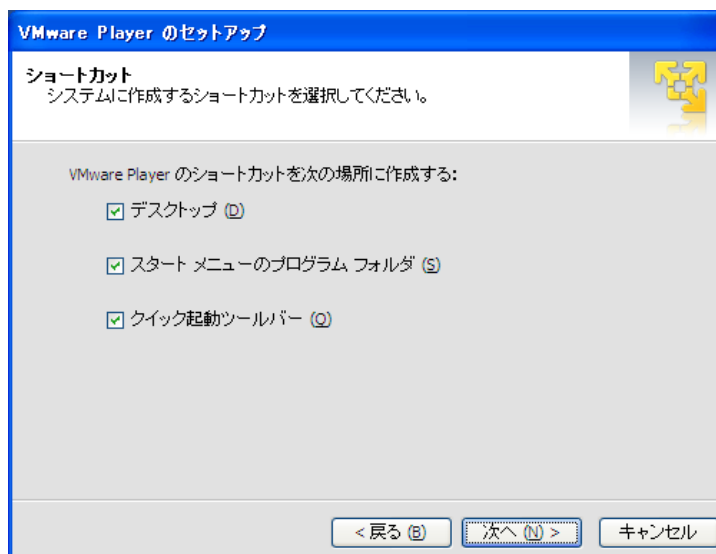 VMware Player のセットアップ
ショートカット
システムに作成するショートカットを選択してください。
VMware Player のショートカットを次の場所に作成する:
デスクトップ (D)
スタート メニューのプログラム フォルダ (S)
クイック起動ツールバー (Q)
< 戻る (B)
次へ (N) >
キャンセル